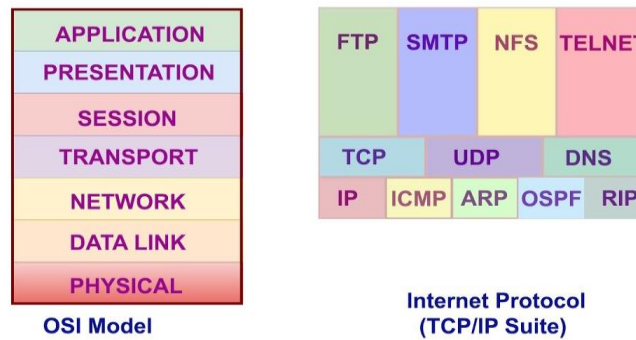 APPLICATION
PRESENTATION
SESSION
TRANSPORT
NETWORK
DATA LINK
PHYSICAL
OSI Model
FTP SMTP NFS TELNET
TCP UDP DNS
IP ICMP ARP OSPF RIP
Internet Protocol
(TCP/IP Suite)